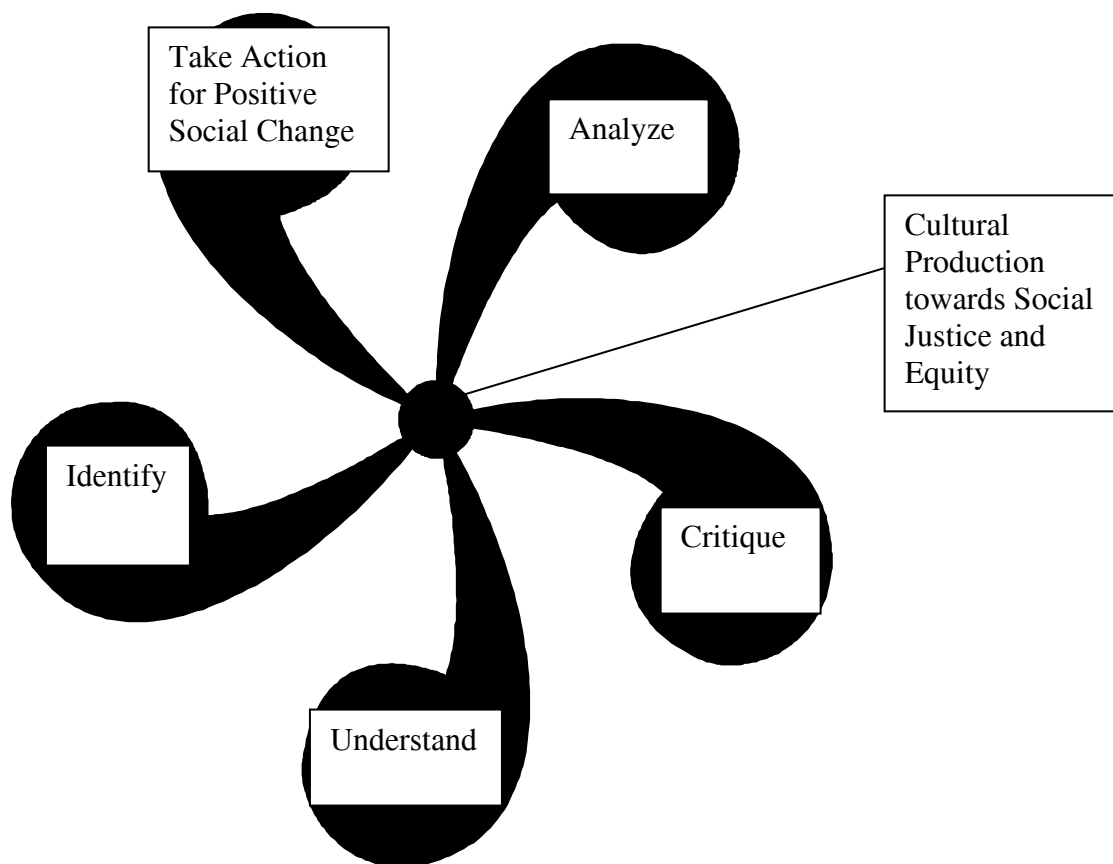 Take Action
for Positive
Social Change
Analyze
Cultural
Production
towards Social
Justice and
Equity
Identify
Critique
Understand